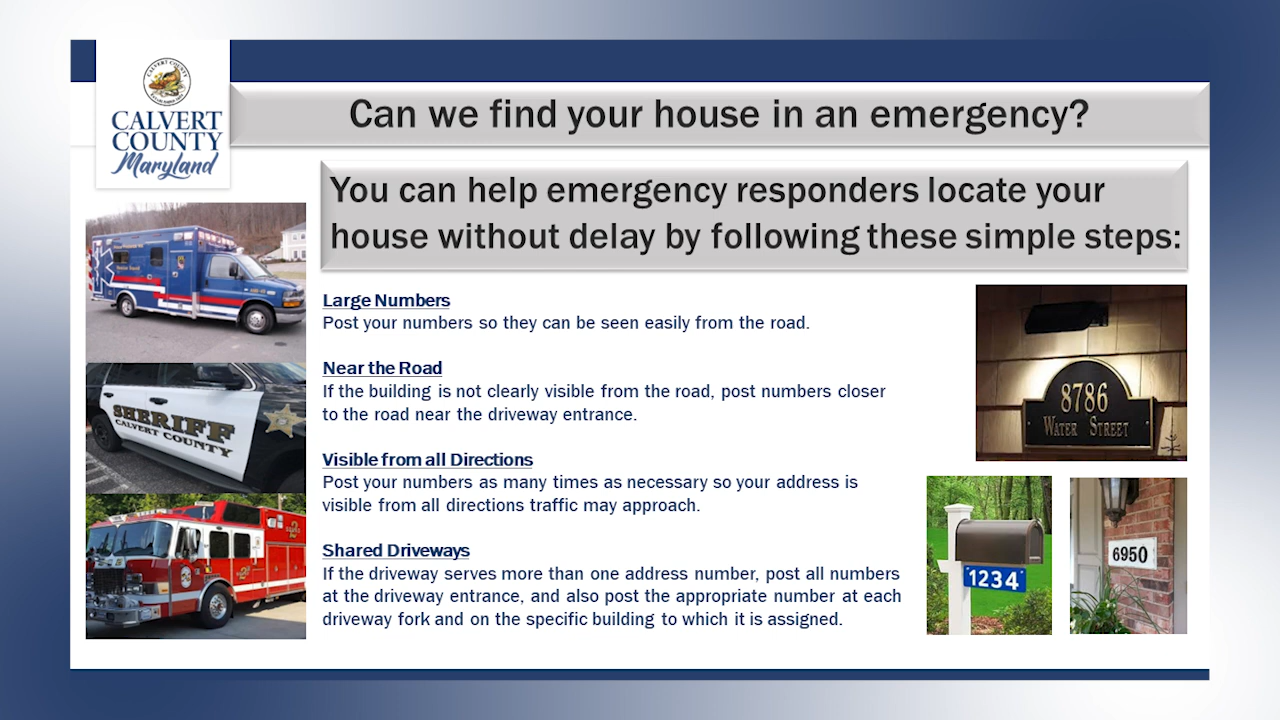 CALVERT COUNTY
CALVERT
COUNTY
Maryland
Can we find your house in an emergency?
You can help emergency responders locate your
house without delay by following these simple steps:
Large Numbers
Post your numbers so they can be seen easily from the road.
Near the Road
If the building is not clearly visible from the road, post numbers closer
to the road near the driveway entrance.
Visible from all Directions
Post your numbers as many times as necessary so your address is
visible from all directions traffic may approach.
Shared Driveways
If the driveway serves more than one address number, post all numbers
at the driveway entrance, and also post the appropriate number at each
driveway fork and on the specific building to which it is assigned.
SHERIFF
CALVERT COUNTY
8786
WATER STREET
1234
6950